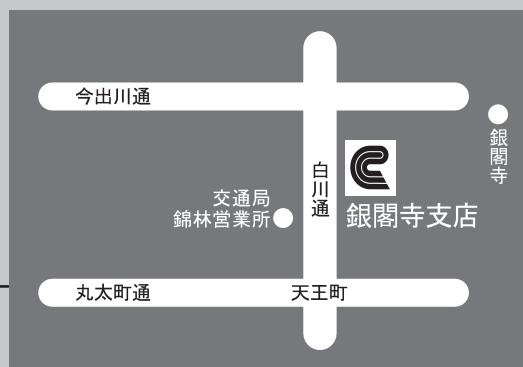 今出川通
銀閣寺
白川通
交通局
錦林営業所
銀閣寺支店
丸太町通
天王町